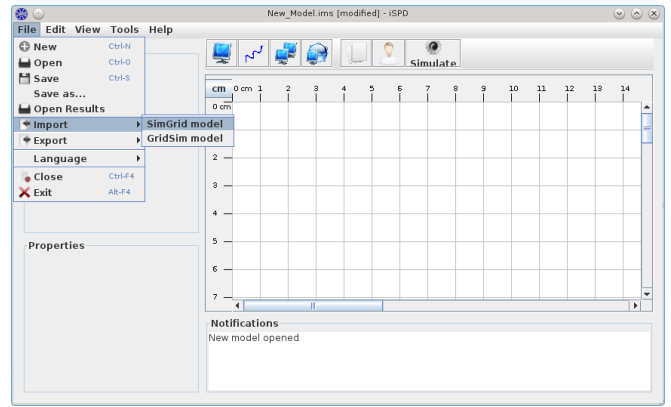 New_Model.ims [modified] - iSPD
File Edit View Tools Help
New Ctrl-N
Open Ctrl-O
Save Ctrl-S
Save as...
Open Results
Import
SimGrid model
Export
GridSim model
Language
Close Ctrl-F4
Exit Alt-F4
Simulate
cm 0 cm 1 2 3 4 5 6 7 8 9 10 11 12 13 14
0 cm
2
3
4
5
6
7
Properties
Notifications
New model opened